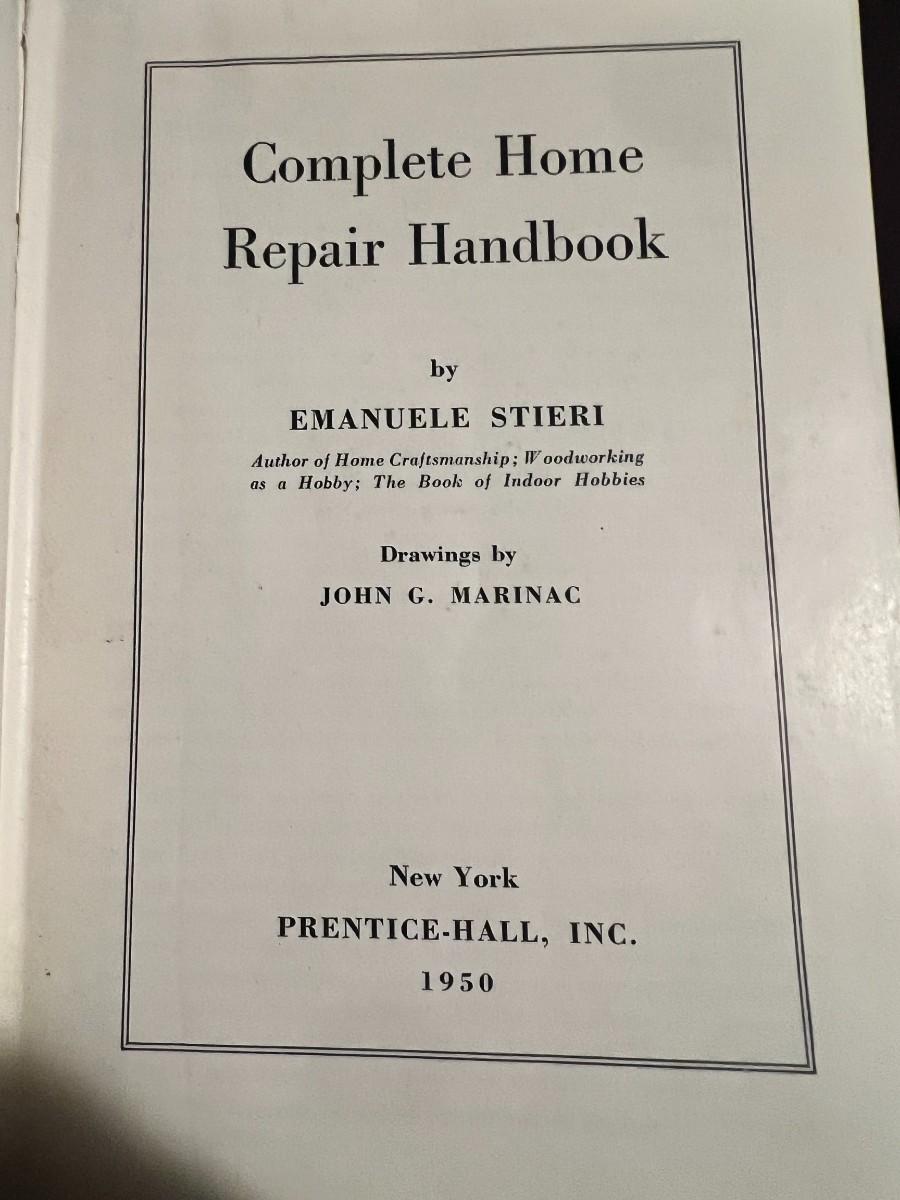 Complete Home
Repair Handbook
by
EMANUELE STIERI
Author of Home Craftsmanship; Woodworking
as a Hobby; The Book of Indoor Hobbies
Drawings by
JOHN G. MARINAC
New York
PRENTICE-HALL, INC.
1950